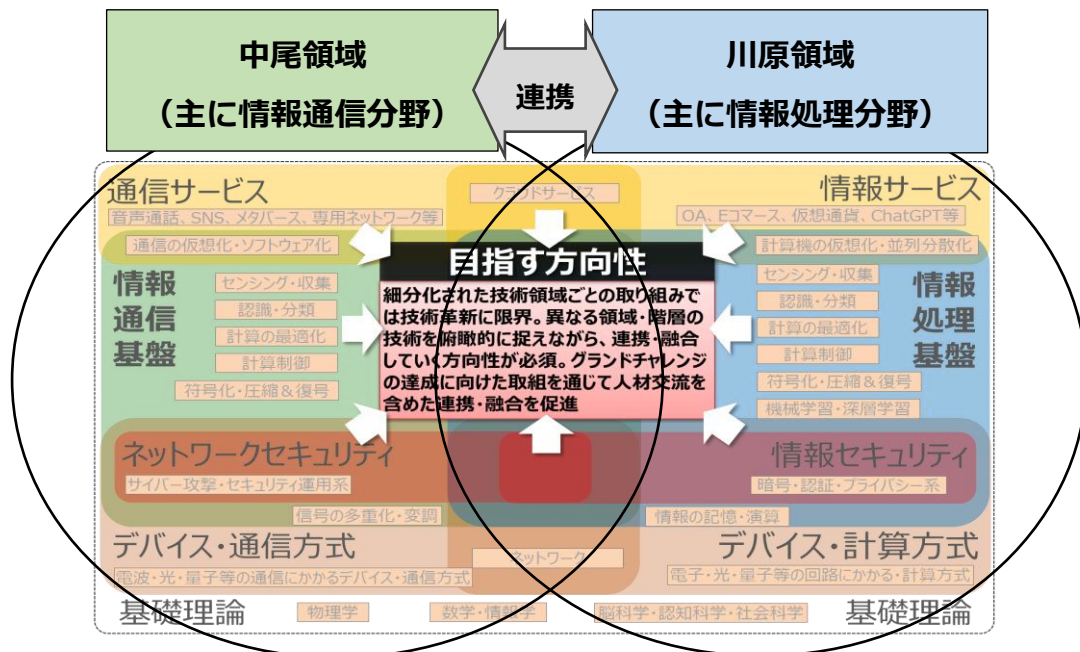 中尾領域
（主に情報通信分野）
連携
川原領域
（主に情報処理分野）
通信サービス
クラウドサービス
情報サービス
音声通話、SNS、メタバース、専用ネットワーク等
OA、Eコマース、仮想通貨、ChatGPT等
通信の仮想化・ソフトウェア化
計算機の仮想化・並列分散化
情報
通信
基盤
センシング・収集
認識・分類
計算の最適化
計算制御
符号化・圧縮＆復号
目指す方向性
細分化された技術領域ごとの取り組みで
は技術革新に限界。異なる領域・階層の
技術を俯瞰的に捉えながら、連携・融合
していく方向性が必須。グランドチャレンジ
の達成に向けた取組を通じて人材交流を
含めた連携・融合を促進
センシング・収集
認識・分類
計算の最適化
計算制御
符号化・圧縮＆復号
機械学習・深層学習
情報
処理
基盤
ネットワークセキュリティ
サイバー攻撃・セキュリティ運用系
情報セキュリティ
暗号・認証・プライバシー系
信号の多重化・変調
情報の記憶・演算
デバイス・通信方式
ネットワーク
デバイス・計算方式
電波・光・量子等の通信にかかるデバイス・通信方式
電子・光・量子等の回路にかかる・計算方式
基礎理論
物理学
数学・情報学
脳科学・認知科学・社会科学
基礎理論